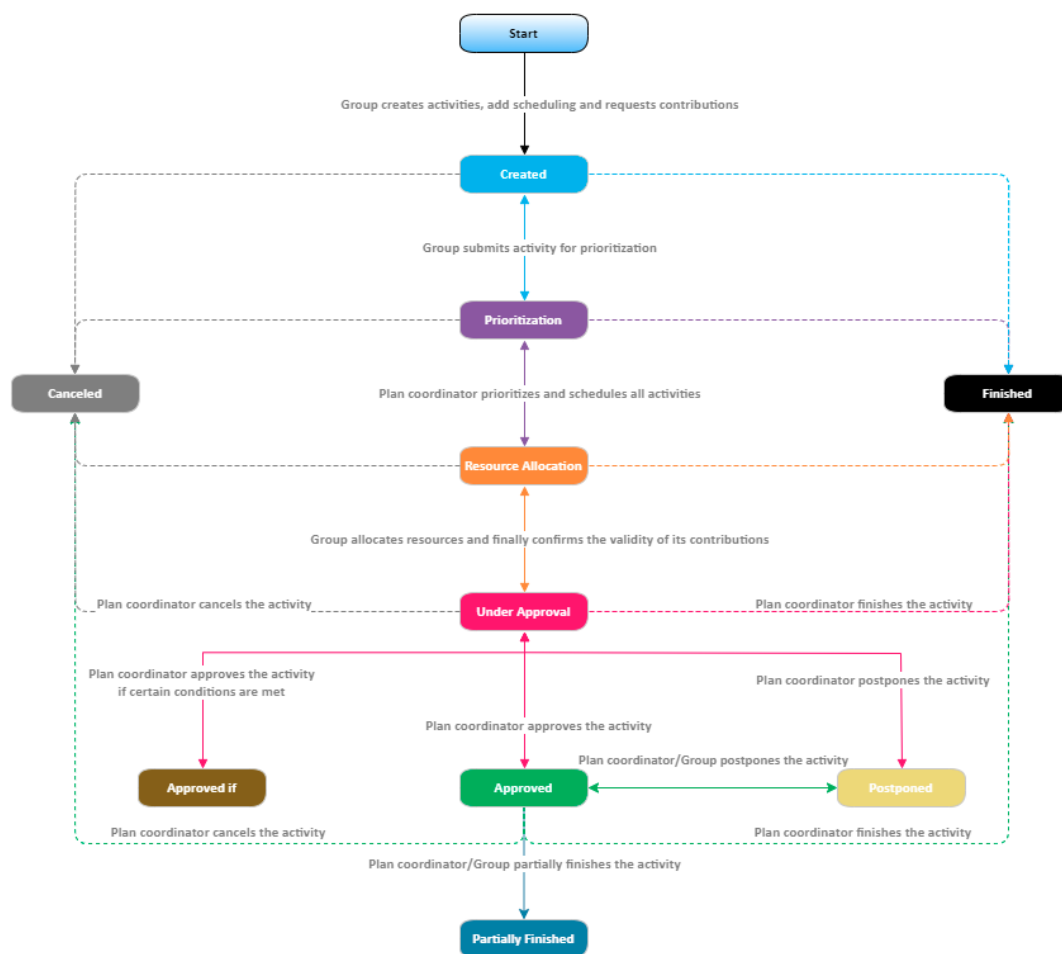 Start
Group creates activities, add scheduling and requests contributions
Created
Group submits activity for prioritization
Prioritization
Canceled
Plan coordinator prioritizes and schedules all activities
Finished
Resource Allocation
Group allocates resources and finally confirms the validity of its contributions
Plan coordinator cancels the activity
Under Approval
Plan coordinator finishes the activity
Plan coordinator approves the activity
if certain conditions are met
Plan coordinator postpones the activity
Plan coordinator approves the activity
Plan coordinator/Group postpones the activity
Approved if
Approved
Postponed
Plan coordinator cancels the activity
Plan coordinator finishes the activity
Plan coordinator/Group partially finishes the activity
Partially Finished